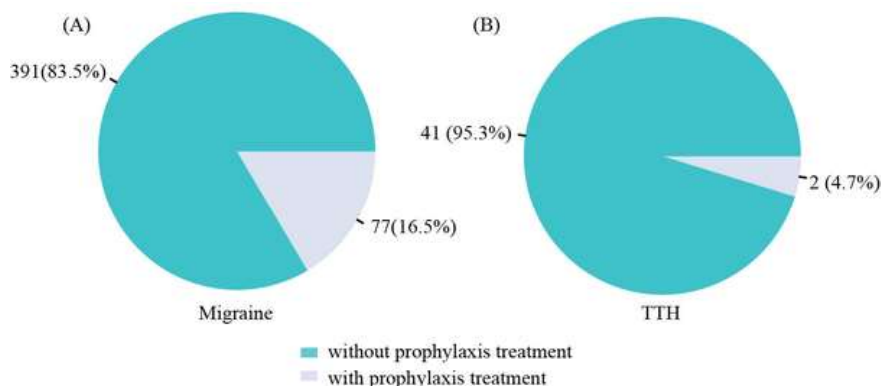 (A)
(B)
391(83.5%)
41 (95.3%)
2 (4.7%)
77(16.5%)
Migraine
TTH
without prophylaxis treatment
with prophylaxis treatment